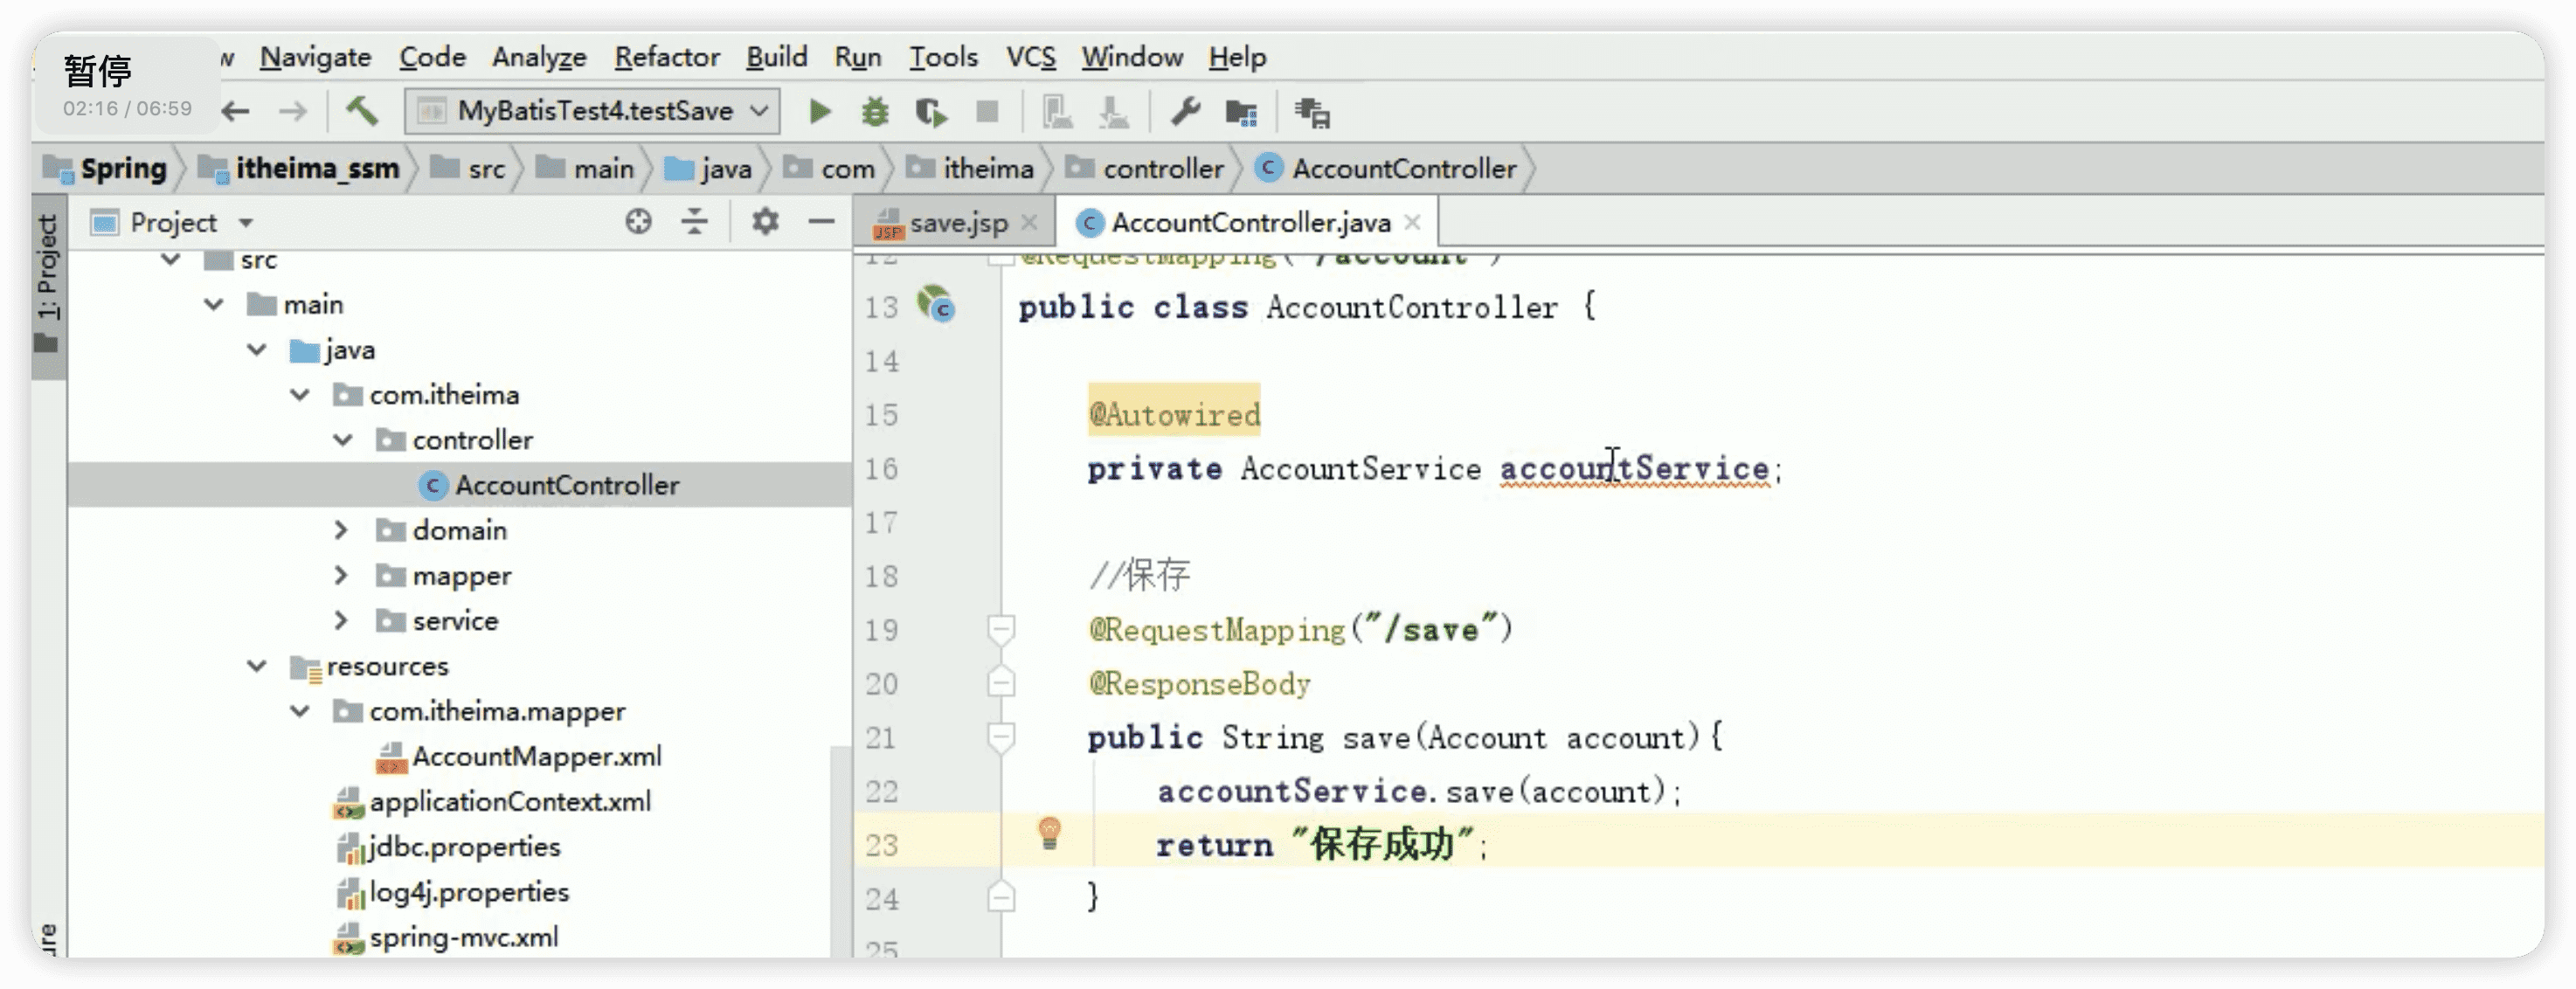 暂停
02:16 / 06:59
w Navigate Code Analyze Refactor Build Run Tools VCS Window Help
MyBatisTest4.testSave
Spring itheima_ssm src main java com itheima controller AccountController
1: Project
Project
src
main
java
com.itheima
controller
AccountController
domain
mapper
service
resources
com.itheima.mapper
AccountMapper.xml
applicationContext.xml
jdbc.properties
log4j.properties
spring-mvc.xml
ure
save.jsp AccountController.java
12 @RequestMapping("/account")
13 public class AccountController {
14
15 @Autowired
16 private AccountService accountService;
17
18 //保存
19 @RequestMapping("/save")
20 @ResponseBody
21 public String save(Account account){
22 accountService.save(account);
23 return "保存成功";
24 }
25